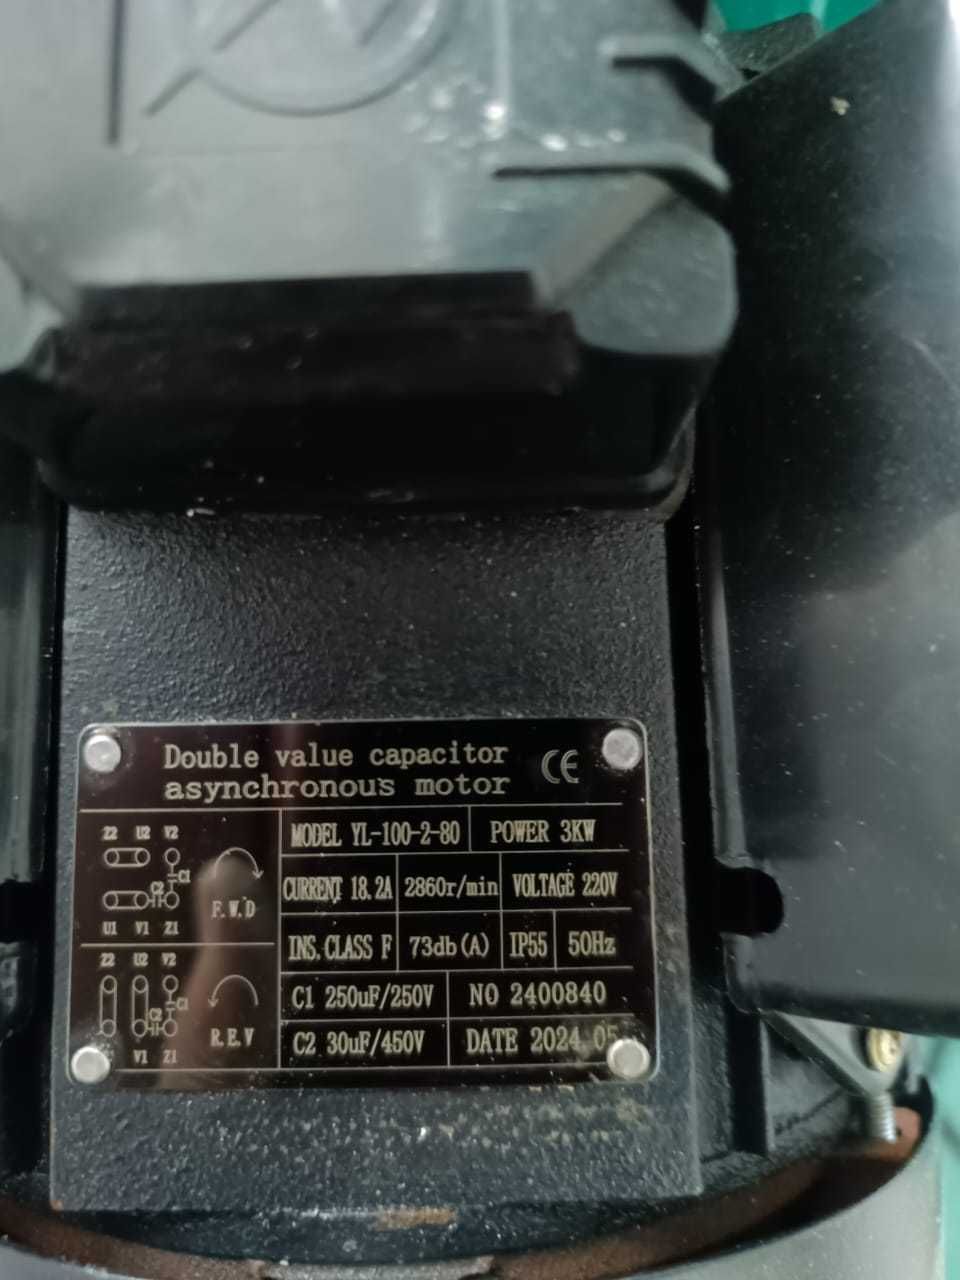 Double value capacitor
asynchronous motor
CE
Z2 U2 V2
C1
C2
U1 V1 Z1
F.W.D
Z2 U2 V2
C1
C2
V1 Z1
R.E.V
MODEL YL-100-2-80 POWER 3KW
CURRENT 18.2A 2860r/min VOLTAGE 220V
INS.CLASS F 73db(A) IP55 50Hz
C1 250uF/250V NO 2400840
C2 30uF/450V DATE 2024.05